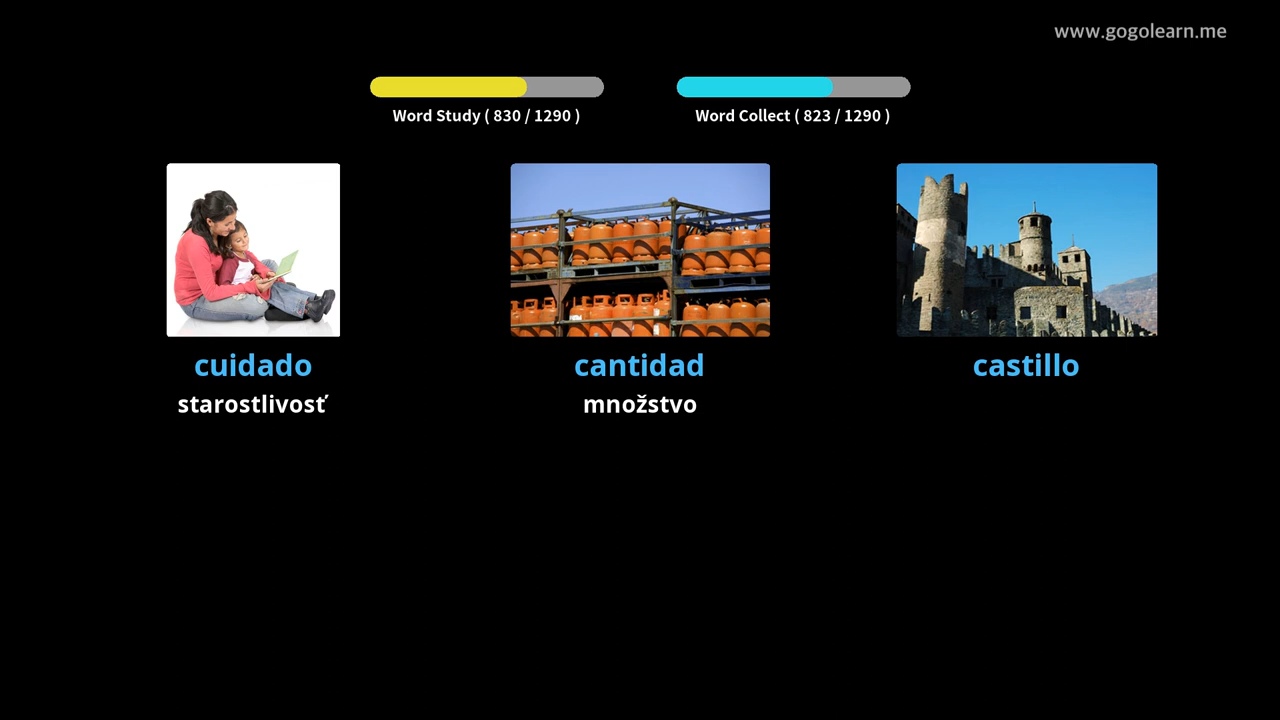 www.gogolearn.me
Word Study ( 830 / 1290 )
Word Collect ( 823 / 1290 )
cuidado
starostlivosť
cantidad
množstvo
castillo